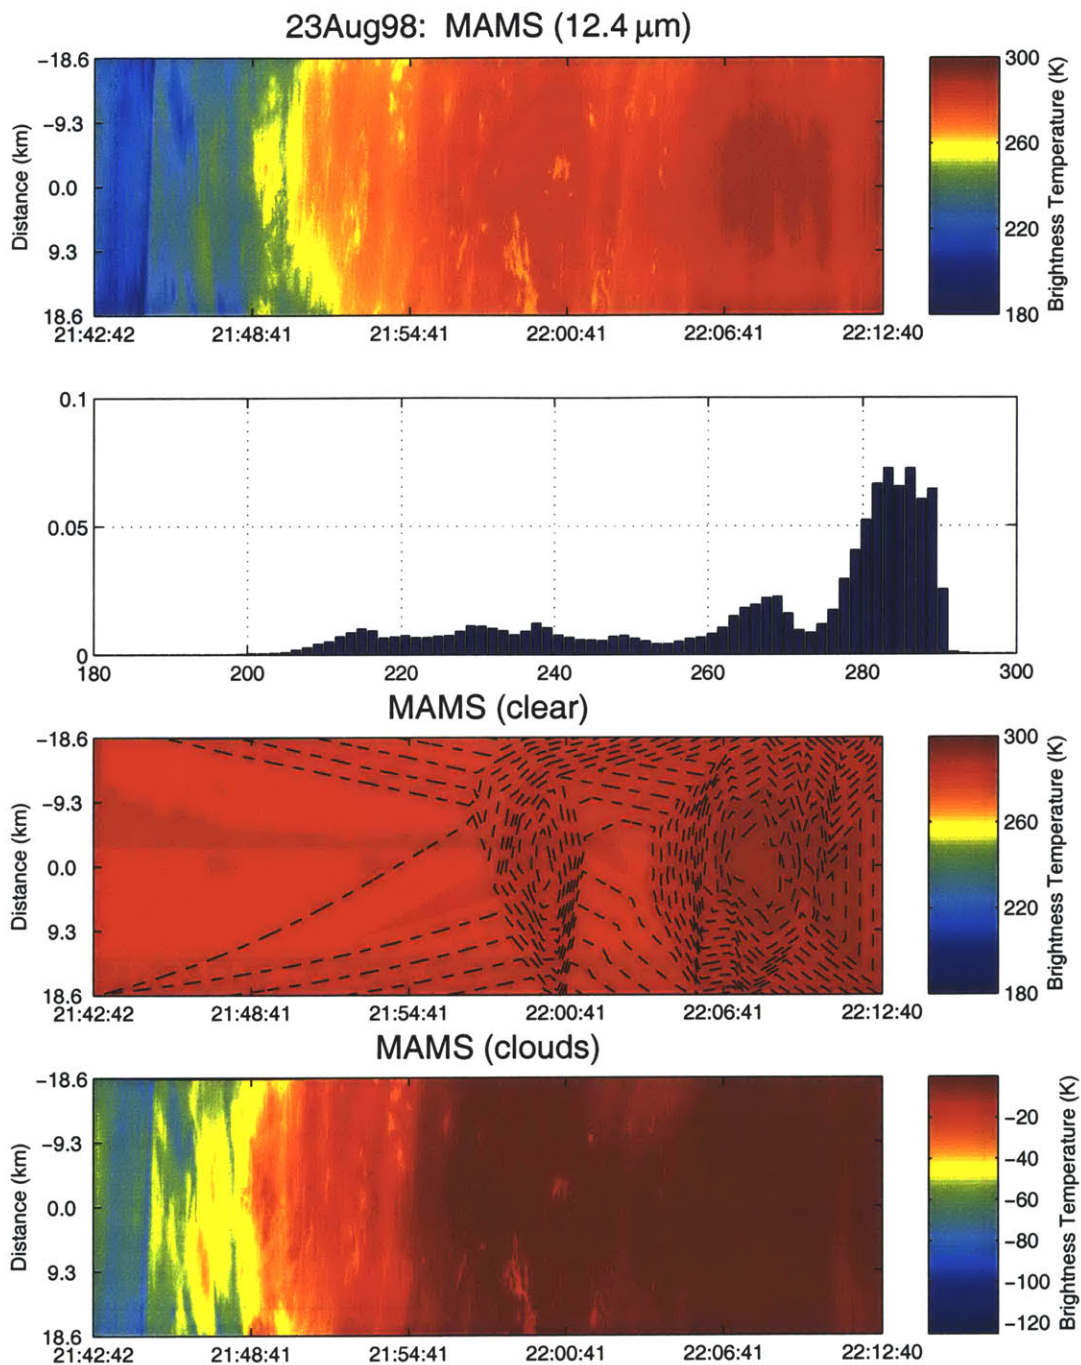 23Aug98: MAMS (12.4 µm)
-18.6
-9.3
0.0
9.3
18.6
Distance (km)
21:42:42 21:48:41 21:54:41 22:00:41 22:06:41 22:12:40
300
260
220
180
Brightness Temperature (K)
0.1
0.05
0
180 200 220 240 260 280 300
MAMS (clear)
-18.6
-9.3
0.0
9.3
18.6
Distance (km)
21:42:42 21:48:41 21:54:41 22:00:41 22:06:41 22:12:40
300
260
220
180
Brightness Temperature (K)
MAMS (clouds)
-18.6
-9.3
0.0
9.3
18.6
Distance (km)
21:42:42 21:48:41 21:54:41 22:00:41 22:06:41 22:12:40
-20
-40
-60
-80
-100
-120
Brightness Temperature (K)